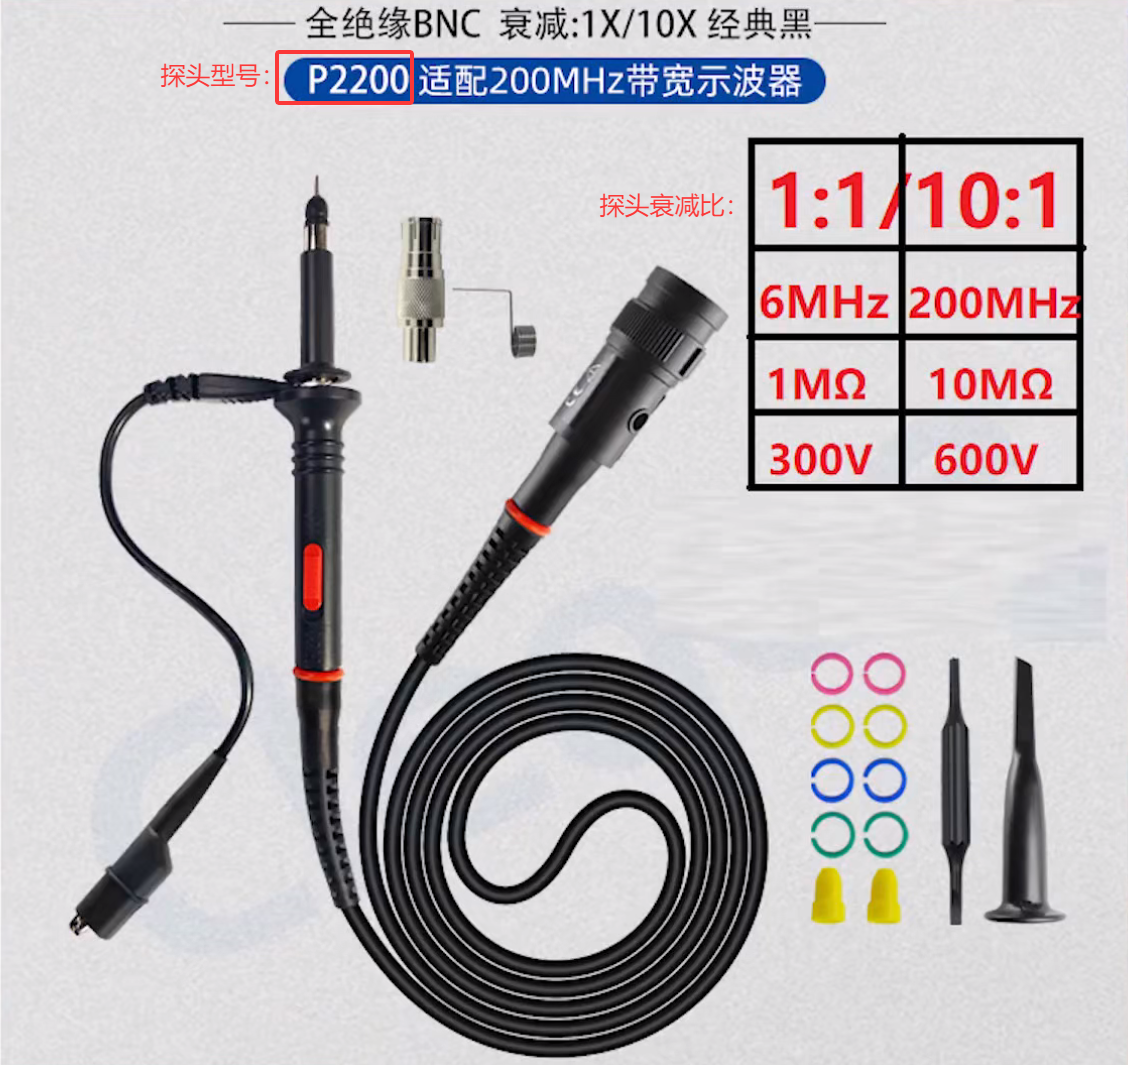 全绝缘BNC 衰减:1X/10X 经典黑
探头型号：
P2200 适配200MHz带宽示波器
探头衰减比：
1:1/10:1
6MHz 200MHz
1MΩ 10MΩ
300V 600V